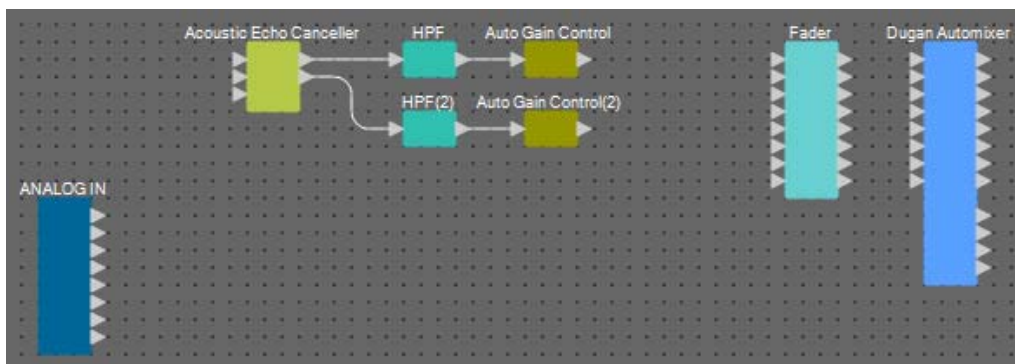 Acoustic Echo Canceller
HPF
Auto Gain Control
Fader
Dugan Automixer
HPF(2)
Auto Gain Control(2)
ANALOG IN